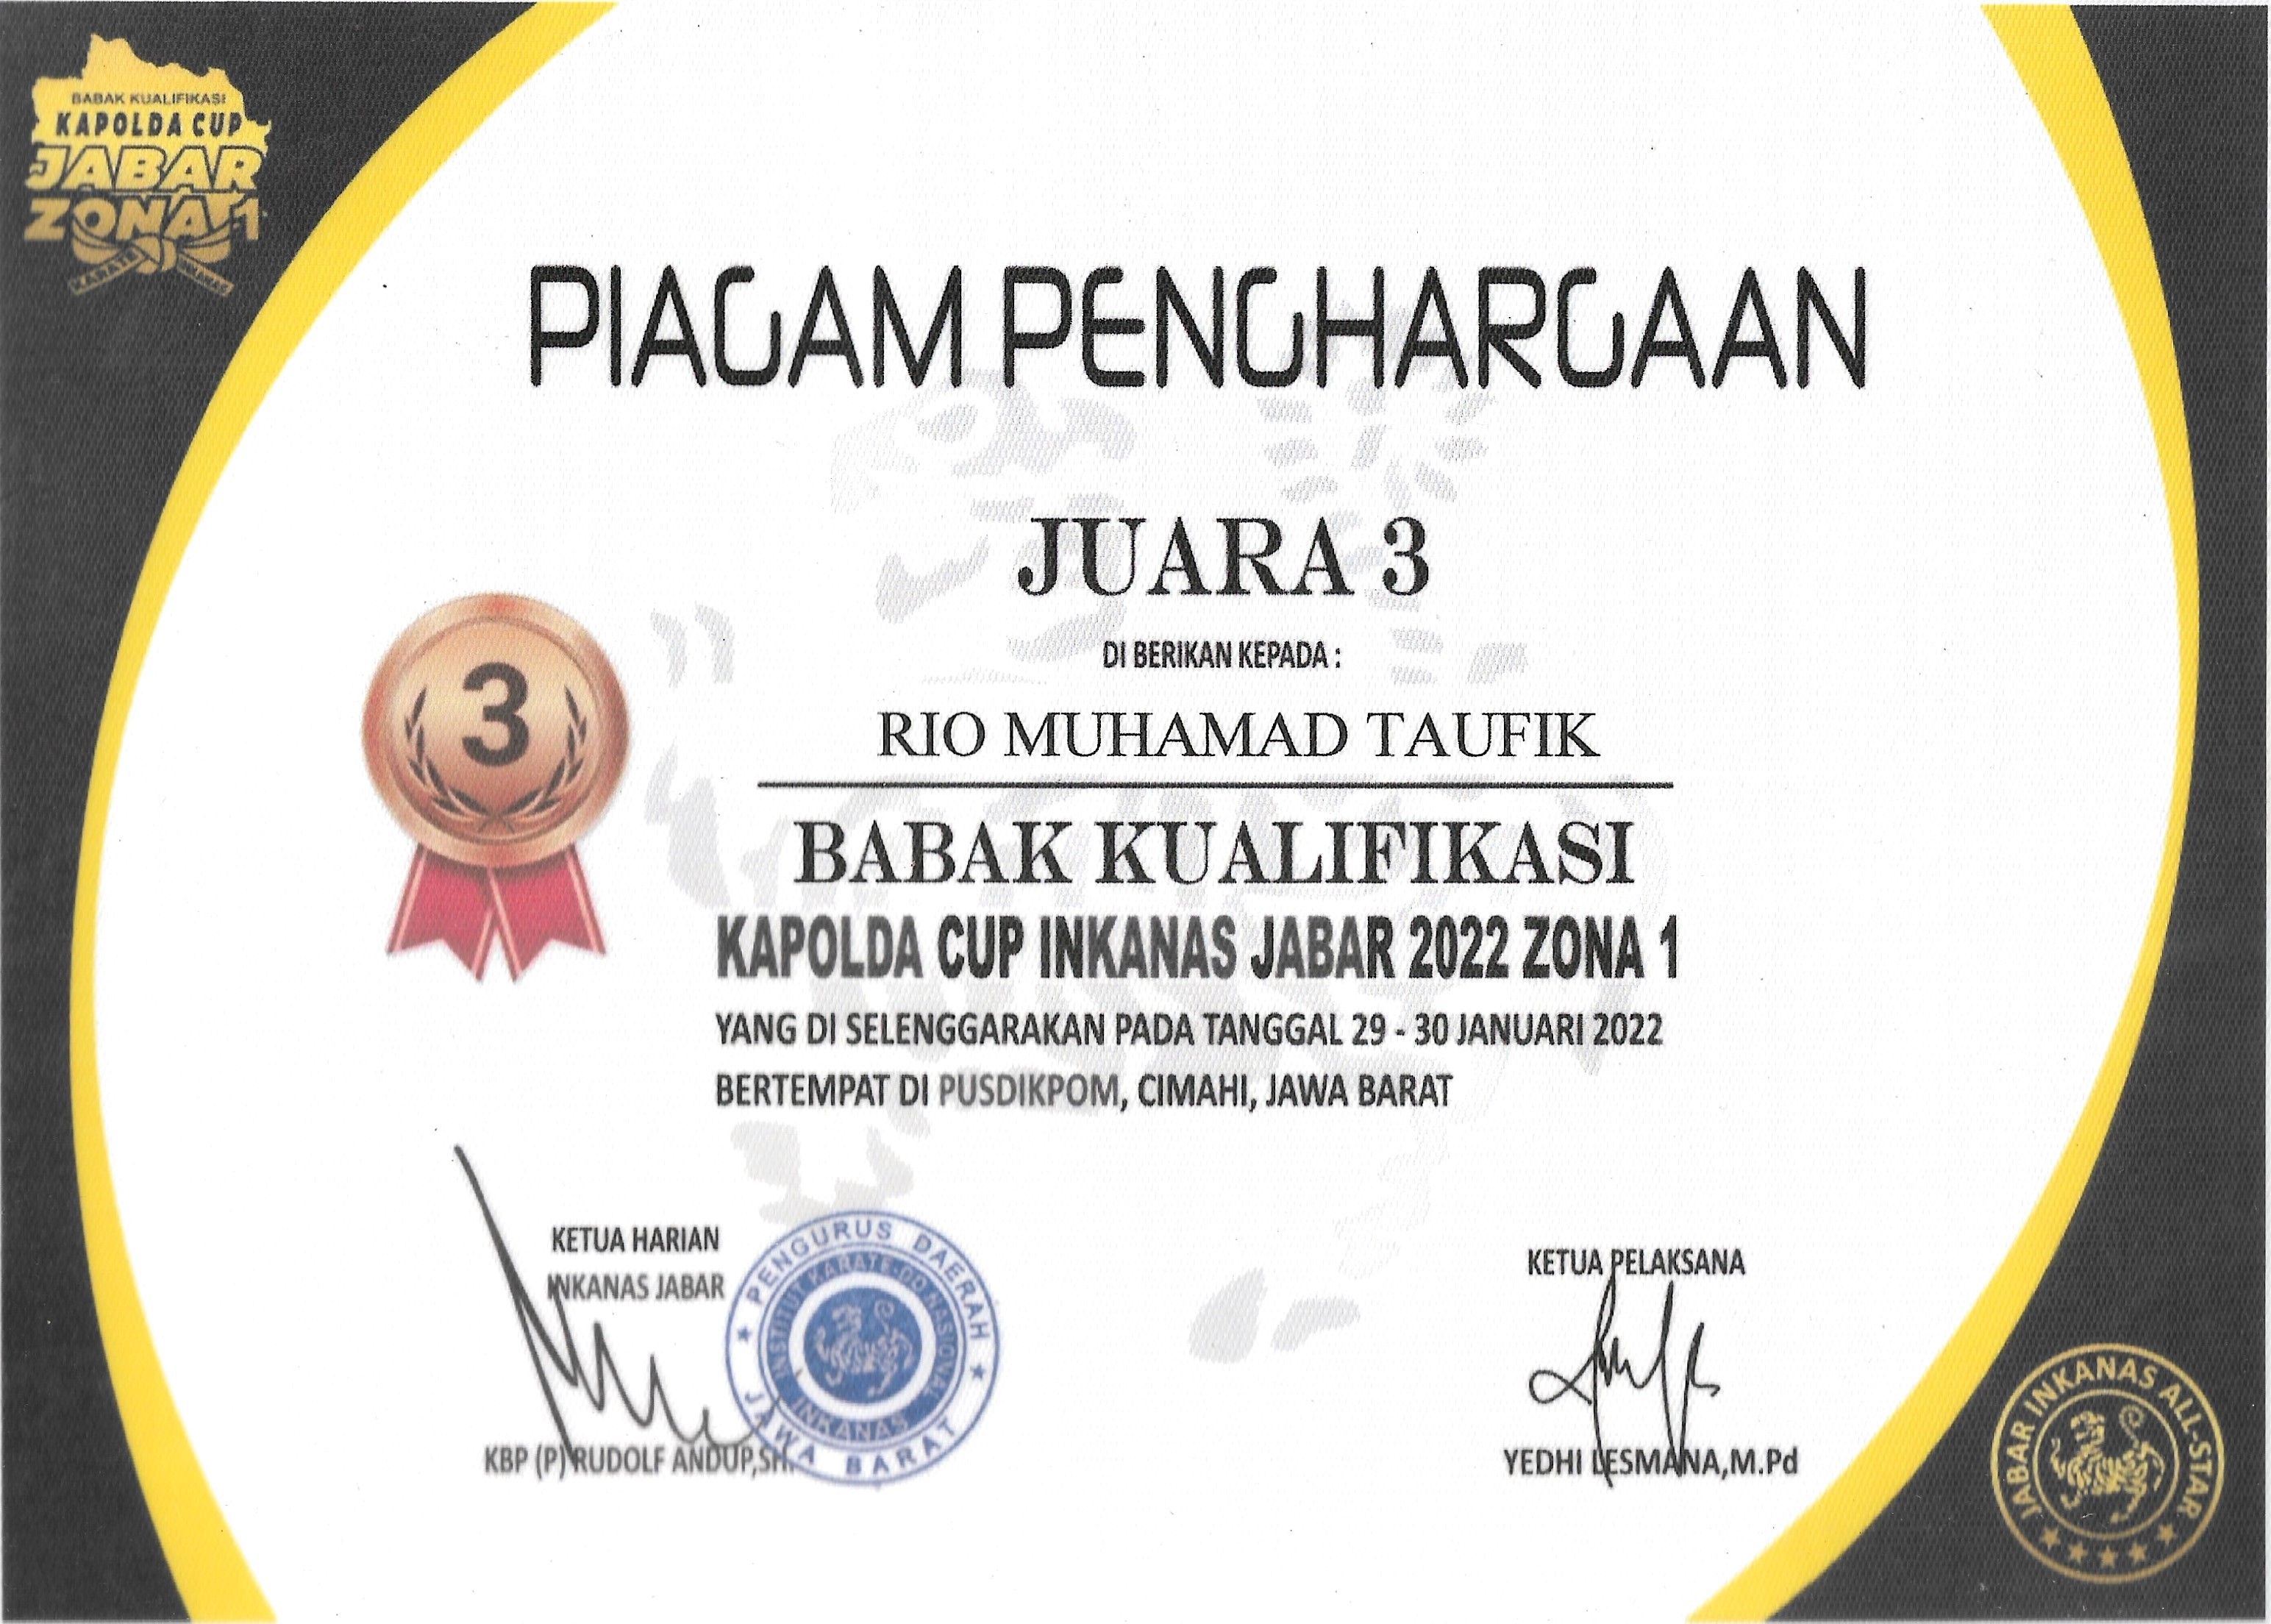 BABAK KUALIFIKASI
KAPOLDA CUP
JABAR
ZONA 1
KARATE INKANAS
PIAGAM PENGHARGAAN
JUARA 3
DI BERIKAN KEPADA :
3
RIO MUHAMAD TAUFIK
BABAK KUALIFIKASI
KAPOLDA CUP INKANAS JABAR 2022 ZONA 1
YANG DI SELENGGARAKAN PADA TANGGAL 29 - 30 JANUARI 2022
BERTEMPAT DI PUSDIKPOM, CIMAHI, JAWA BARAT
KETUA HARIAN
INKANAS JABAR
KBP (P) RUDOLF ANDUP,SH.
PENGURUS DAERAH
JAWA BARAT
INSTITUT KARATE-DO NASIONAL
INKANAS
KETUA PELAKSANA
YEDHI LESMANA,M.Pd
JABAR INKANAS ALL-STAR